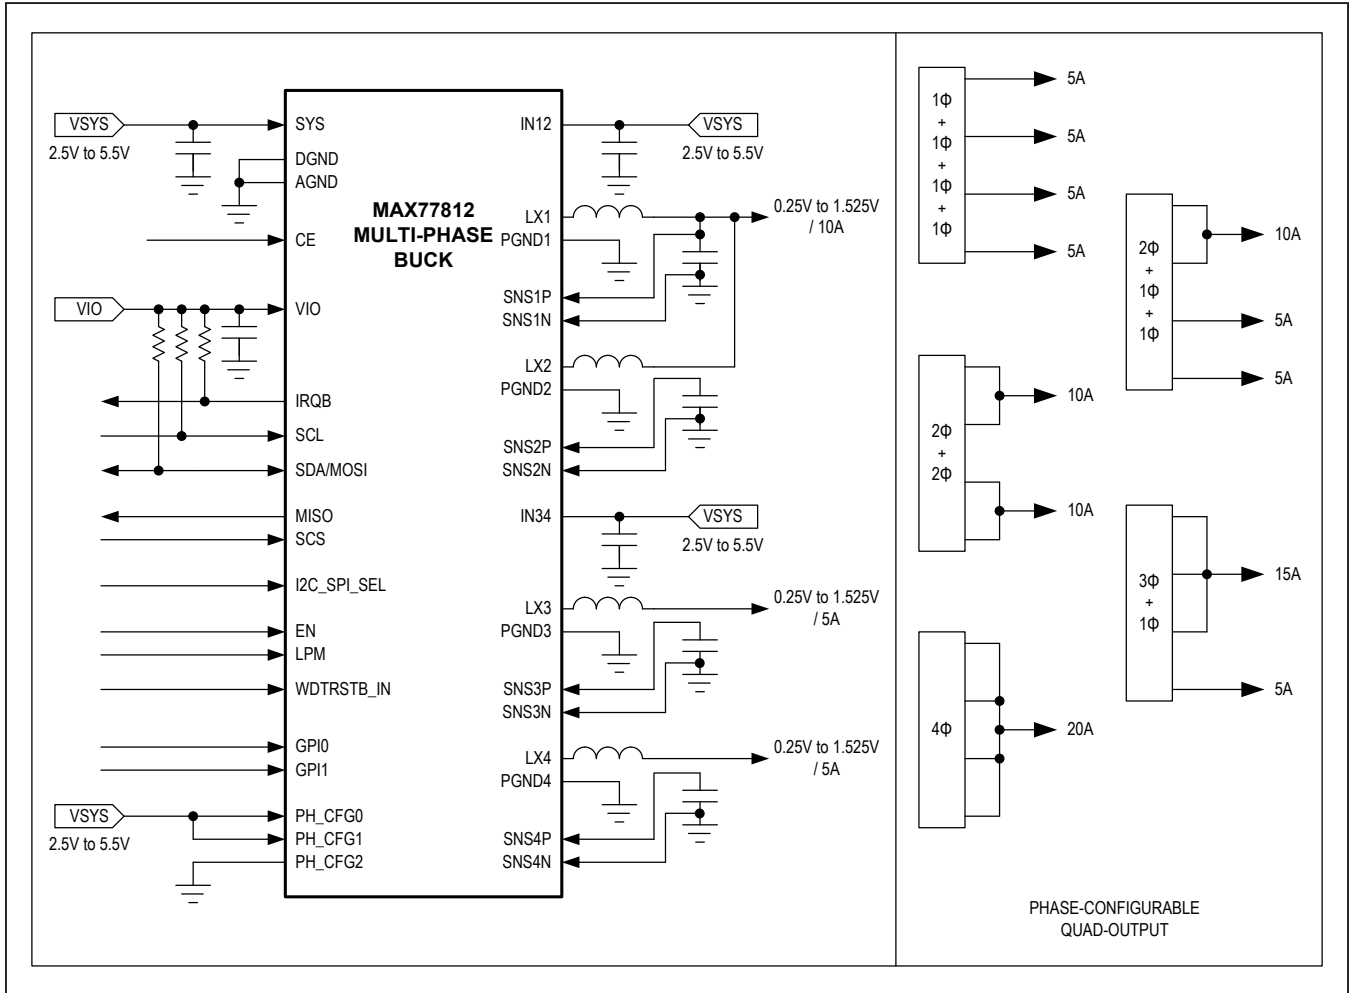 VSYS
2.5V to 5.5V
SYS
DGND
AGND
CE
VIO
VIO
IRQB
SCL
SDA/MOSI
MISO
SCS
I2C_SPI_SEL
EN
LPM
WDTRSTB_IN
GPI0
GPI1
VSYS
2.5V to 5.5V
PH_CFG0
PH_CFG1
PH_CFG2
MAX77812
MULTI-PHASE
BUCK
IN12
VSYS
2.5V to 5.5V
LX1
0.25V to 1.525V
/ 10A
PGND1
SNS1P
SNS1N
LX2
PGND2
SNS2P
SNS2N
IN34
VSYS
2.5V to 5.5V
LX3
0.25V to 1.525V
/ 5A
PGND3
SNS3P
SNS3N
LX4
0.25V to 1.525V
/ 5A
PGND4
SNS4P
SNS4N
1Φ
+
1Φ
+
1Φ
+
1Φ
5A
5A
5A
5A
2Φ
+
1Φ
+
1Φ
10A
5A
5A
2Φ
+
2Φ
10A
10A
3Φ
+
1Φ
15A
5A
4Φ
20A
PHASE-CONFIGURABLE
QUAD-OUTPUT